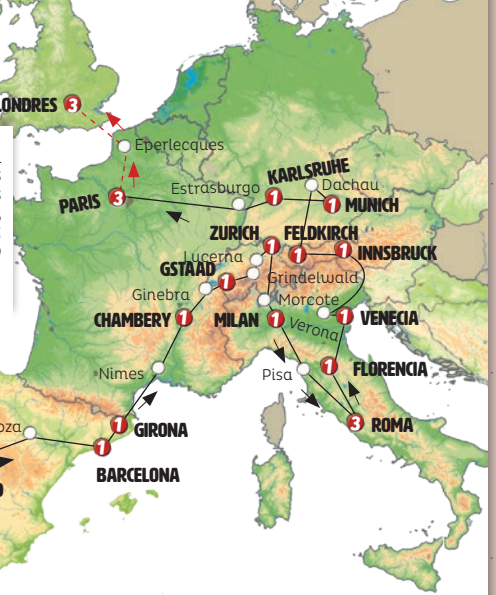 LONDRES
3
Eperlecques
KARLSRUHE
Estrasburgo
Dachau
PARIS
3
1
1
MUNICH
ZURICH
FELDKIRCH
1
1
1
INNSBRUCK
Lucerna
GSTAAD
1
Grindelwald
Ginebra
Morcote
CHAMBERY
1
MILAN
1
Verona
1
VENECIA
Nimes
Pisa
1
FLORENCIA
oza
1
GIRONA
3
ROMA
1
BARCELONA